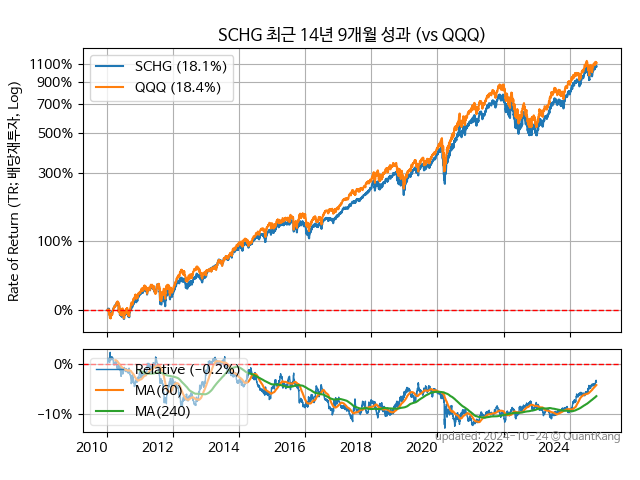 SCHG 최근 14년 9개월 성과 (vs QQQ)
Rate of Return (TR; 배당재투자, Log)
1100%
900%
700%
500%
300%
100%
0%
SCHG (18.1%)
QQQ (18.4%)
0%
−10%
Relative (−0.2%)
MA(60)
MA(240)
2010 2012 2014 2016 2018 2020 2022 2024
updated: 2024-10-24 © QuantKang